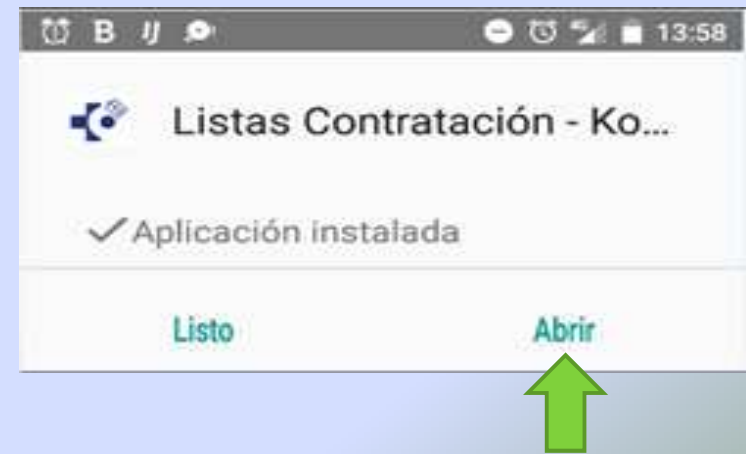 13:58
Listas Contratación - Ko...
Aplicación instalada
Listo Abrir